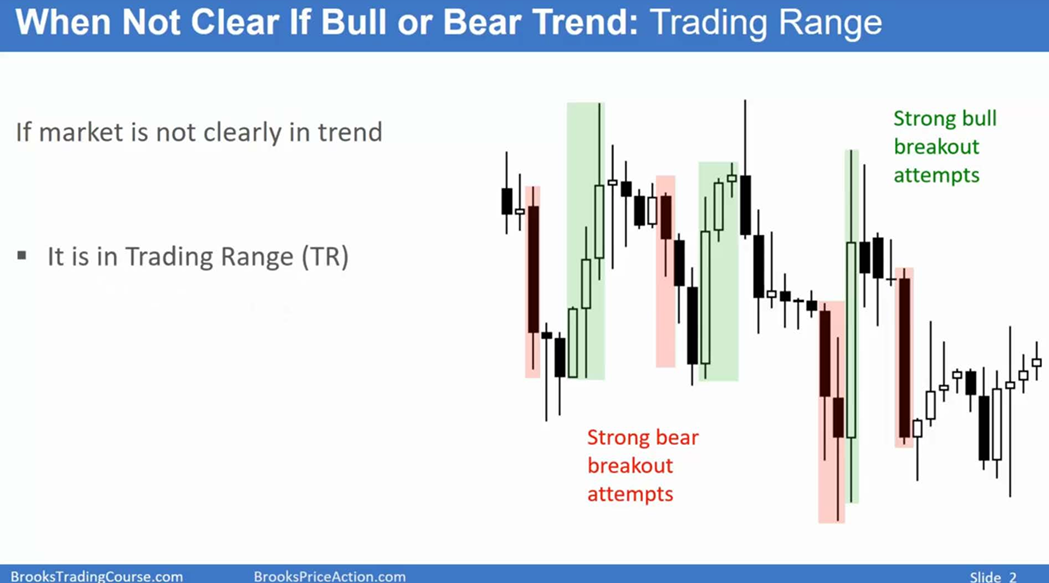 When Not Clear If Bull or Bear Trend: Trading Range
If market is not clearly in trend
▪ It is in Trading Range (TR)
Strong bull
breakout
attempts
Strong bear
breakout
attempts
BrooksTradingCourse.com
BrooksPriceAction.com
Slide 2